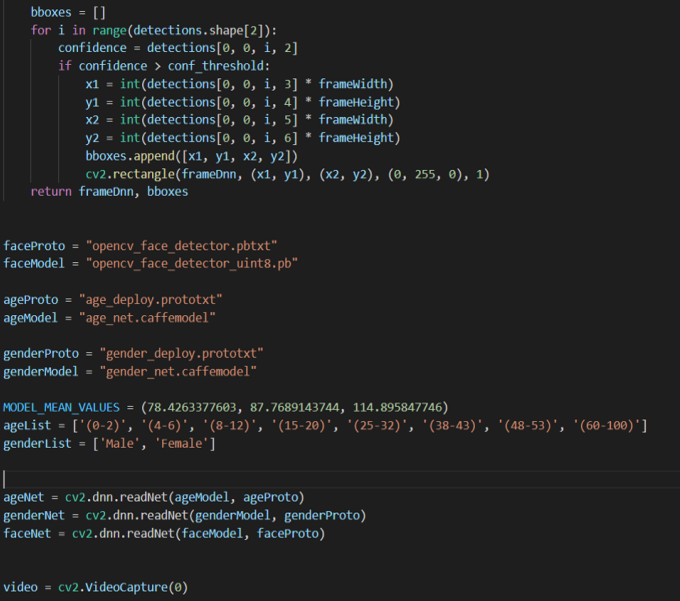 bboxes = []
for i in range(detections.shape[2]):
confidence = detections[0, 0, i, 2]
if confidence > conf_threshold:
x1 = int(detections[0, 0, i, 3] * frameWidth)
y1 = int(detections[0, 0, i, 4] * frameHeight)
x2 = int(detections[0, 0, i, 5] * frameWidth)
y2 = int(detections[0, 0, i, 6] * frameHeight)
bboxes.append([x1, y1, x2, y2])
cv2.rectangle(frameDnn, (x1, y1), (x2, y2), (0, 255, 0), 1)
return frameDnn, bboxes
faceProto = "opencv_face_detector.pbtxt"
faceModel = "opencv_face_detector_uint8.pb"
ageProto = "age_deploy.prototxt"
ageModel = "age_net.caffemodel"
genderProto = "gender_deploy.prototxt"
genderModel = "gender_net.caffemodel"
MODEL_MEAN_VALUES = (78.4263377603, 87.7689143744, 114.895847746)
ageList = ['(0-2)', '(4-6)', '(8-12)', '(15-20)', '(25-32)', '(38-43)', '(48-53)', '(60-100)']
genderList = ['Male', 'Female']
ageNet = cv2.dnn.readNet(ageModel, ageProto)
genderNet = cv2.dnn.readNet(genderModel, genderProto)
faceNet = cv2.dnn.readNet(faceModel, faceProto)
video = cv2.VideoCapture(0)